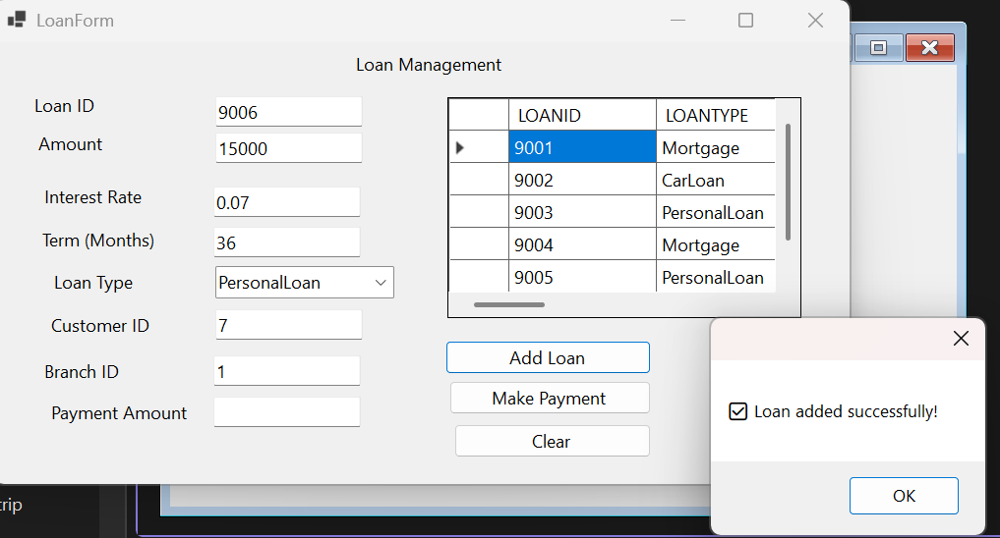 LoanForm
Loan Management
Loan ID
9006
Amount
15000
Interest Rate
0.07
Term (Months)
36
Loan Type
PersonalLoan
Customer ID
7
Branch ID
1
Payment Amount
LOANID LOANTYPE
9001 Mortgage
9002 CarLoan
9003 PersonalLoan
9004 Mortgage
9005 PersonalLoan
Add Loan
Make Payment
Clear
Loan added successfully!
OK
trip